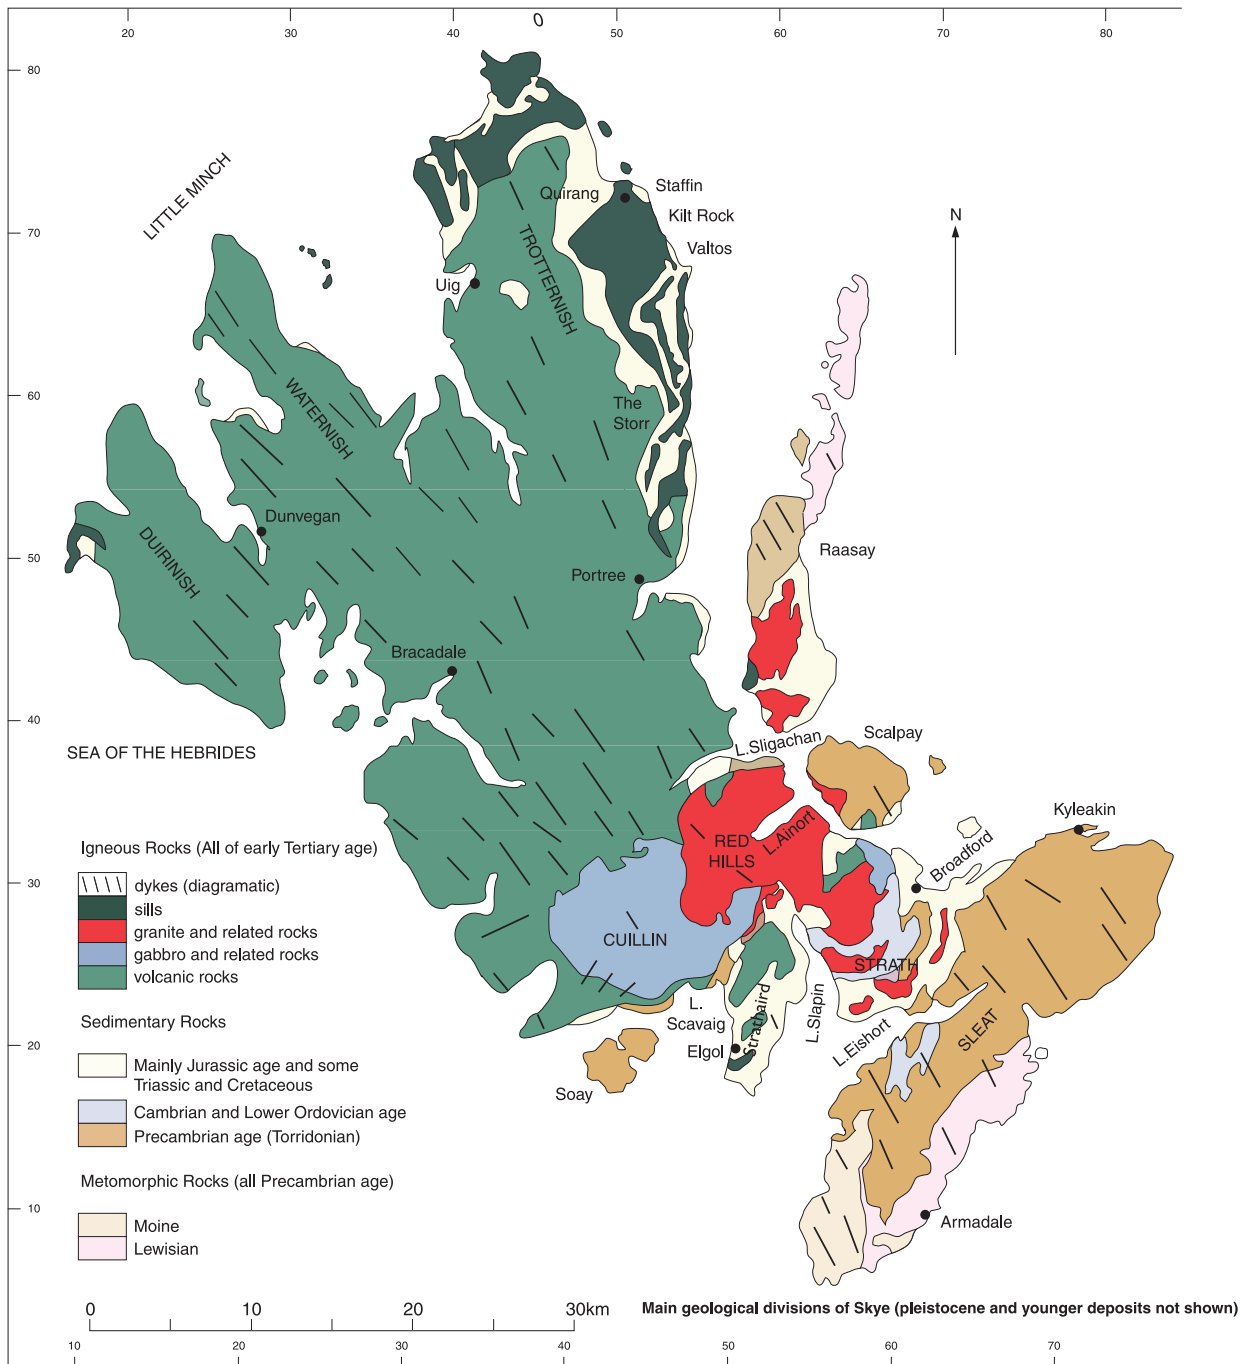 0
20 30 40 50 60 70 80
80
70
60
50
40
30
20
10
LITTLE MINCH
Quirang
Staffin
Kilt Rock
Valtos
N
TROTTERNISH
Uig
WATERNISH
The
Storr
Dunvegan
DUIRINISH
Raasay
Portree
Bracadale
SEA OF THE HEBRIDES
L.Sligachan
Scalpay
Kyleakin
L.Ainort
RED
HILLS
Broadford
CUILLIN
STRATH
L.
Scavaig
Strathaird
L.Slapin
L.Eishort
SLEAT
Elgol
Soay
Armadale
Igneous Rocks (All of early Tertiary age)
dykes (diagramatic)
sills
granite and related rocks
gabbro and related rocks
volcanic rocks
Sedimentary Rocks
Mainly Jurassic age and some
Triassic and Cretaceous
Cambrian and Lower Ordovician age
Precambrian age (Torridonian)
Metomorphic Rocks (all Precambrian age)
Moine
Lewisian
0 10 20 30km
Main geological divisions of Skye (pleistocene and younger deposits not shown)
10 20 30 40 50 60 70